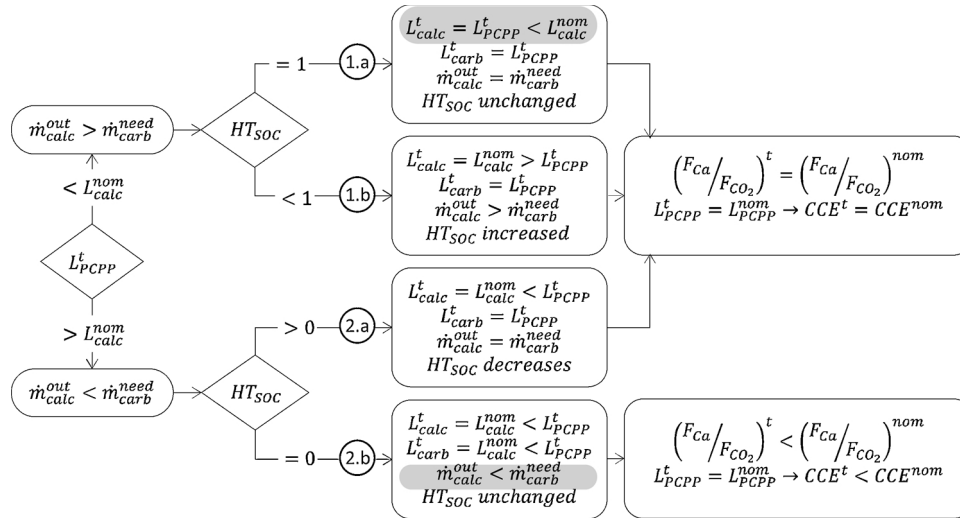 L^t_PCPP
< L^nom_calc
ṁ^out_calc > ṁ^need_carb
HT_SOC
= 1
1.a
L^t_calc = L^t_PCPP < L^nom_calc
L^t_carb = L^t_PCPP
ṁ^out_calc = ṁ^need_carb
HT_SOC unchanged
< 1
1.b
L^t_calc = L^nom_calc > L^t_PCPP
L^t_carb = L^t_PCPP
ṁ^out_calc > ṁ^need_carb
HT_SOC increased
> L^nom_calc
ṁ^out_calc < ṁ^need_carb
HT_SOC
> 0
2.a
L^t_calc = L^nom_calc < L^t_PCPP
L^t_carb = L^t_PCPP
ṁ^out_calc = ṁ^need_carb
HT_SOC decreases
(F_Ca/F_CO₂)^t = (F_Ca/F_CO₂)^nom
L^t_PCPP = L^nom_PCPP → CCE^t = CCE^nom
= 0
2.b
L^t_calc = L^nom_calc < L^t_PCPP
L^t_carb = L^nom_calc < L^t_PCPP
ṁ^out_calc < ṁ^need_carb
HT_SOC unchanged
(F_Ca/F_CO₂)^t < (F_Ca/F_CO₂)^nom
L^t_PCPP = L^nom_PCPP → CCE^t < CCE^nom